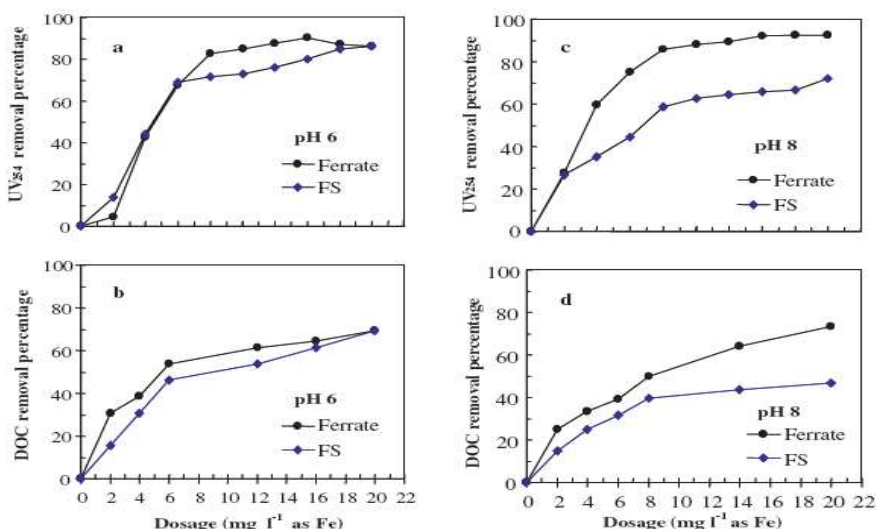 100
80
60
40
20
0
UV254 removal percentage
a
pH 6
Ferrate
FS
100
80
60
40
20
0
UV254 removal percentage
c
pH 8
Ferrate
FS
100
80
60
40
20
0
DOC removal percentage
b
pH 6
Ferrate
FS
0 2 4 6 8 10 12 14 16 18 20 22
Dosage (mg l-1 as Fe)
100
80
60
40
20
0
DOC removal percentage
d
pH 8
Ferrate
FS
0 2 4 6 8 10 12 14 16 18 20 22
Dosage (mg l-1 as Fe)